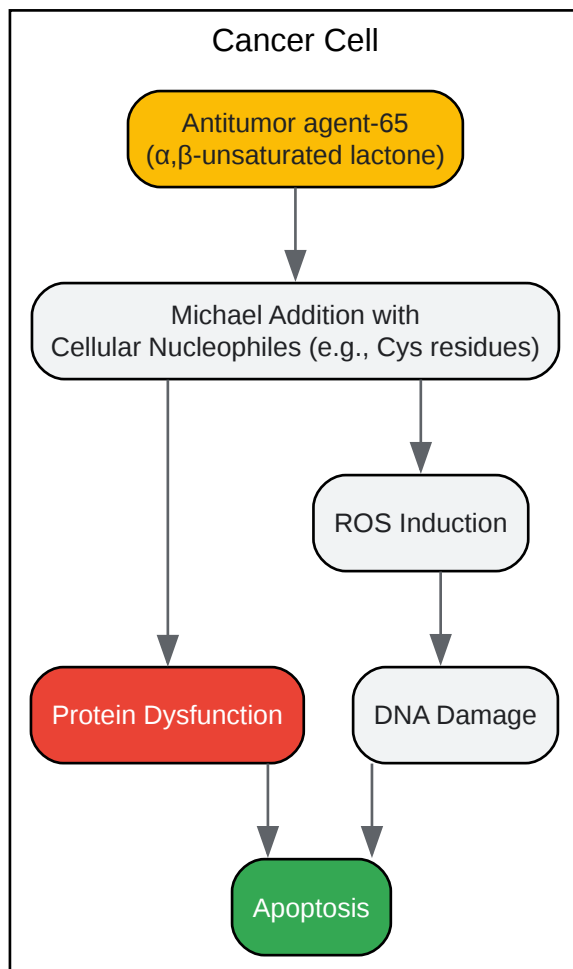 Cancer Cell
Antitumor agent-65
(α,β-unsaturated lactone)
Michael Addition with
Cellular Nucleophiles (e.g., Cys residues)
ROS Induction
Protein Dysfunction
DNA Damage
Apoptosis